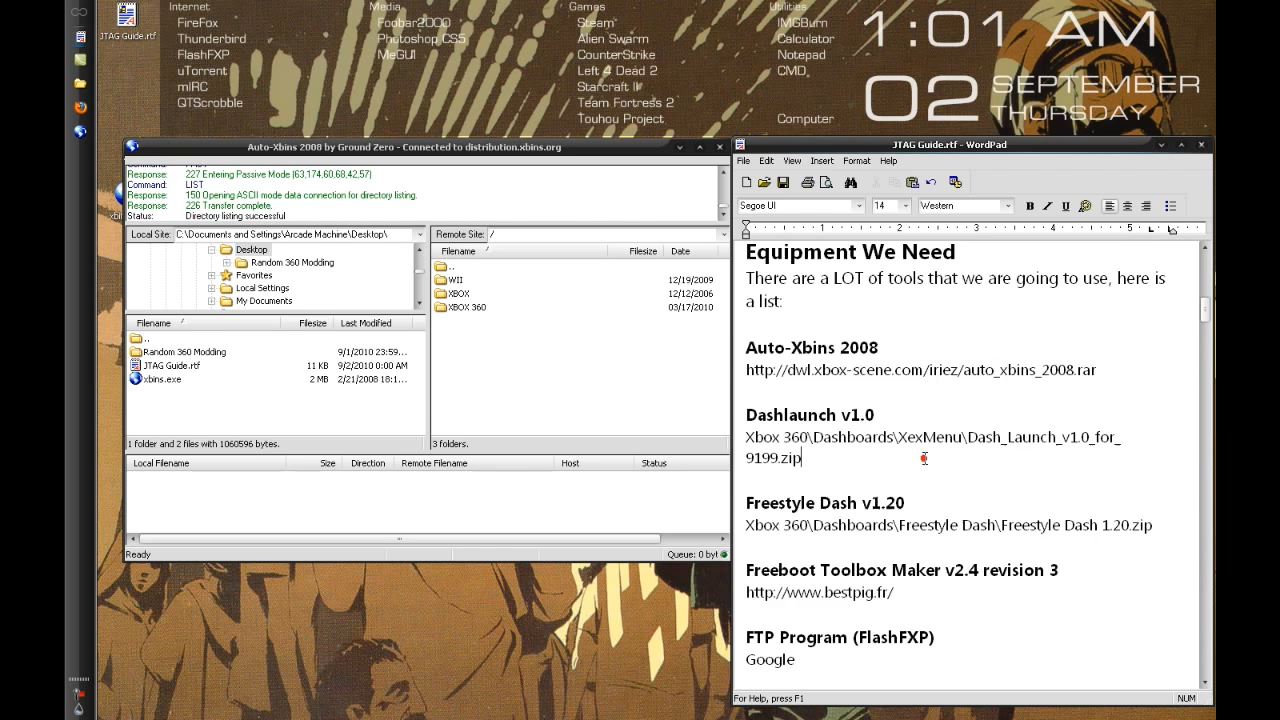 JTAG Guide.rtf
Internet
FireFox
Thunderbird
FlashFXP
uTorrent
mIRC
QTScrobble
Media
Foobar2000
Photoshop CS5
MeGUI
Games
Steam
Alien Swarm
CounterStrike
Left 4 Dead 2
Starcraft II
Team Fortress 2
Touhou Project
Utilities
IMGBurn
Calculator
Notepad
CMD
Computer
1:01 AM
02
SEPTEMBER
THURSDAY
Auto-Xbins 2008 by Ground Zero - Connected to distribution.xbins.org
Response: 227 Entering Passive Mode (63,174,60,68,42,57)
Command: LIST
Response: 150 Opening ASCII mode data connection for directory listing.
Response: 226 Transfer complete.
Status: Directory listing successful
Local Site: C:\Documents and Settings\Arcade Machine\Desktop\
Desktop
Random 360 Modding
Favorites
Local Settings
My Documents
Filename / Filesize Last Modified
..
Random 360 Modding 9/1/2010 23:59...
JTAG Guide.rtf 11 KB 9/2/2010 0:00 AM
xbins.exe 2 MB 2/21/2008 18:1...
1 folder and 2 files with 1060596 bytes.
Remote Site: /
Filename / Filesize Date
..
WII 12/19/2009
XBOX 12/12/2006
XBOX 360 03/17/2010
3 folders.
Local Filename Size Direction Remote Filename Host Status
Ready Queue: 0 byt
JTAG Guide.rtf - WordPad
File Edit View Insert Format Help
Segoe UI 14 Western B I U
1 2 3 4 5
Equipment We Need
There are a LOT of tools that we are going to use, here is
a list:
Auto-Xbins 2008
http://dwl.xbox-scene.com/iriez/auto_xbins_2008.rar
Dashlaunch v1.0
Xbox 360\Dashboards\XexMenu\Dash_Launch_v1.0_for_
9199.zip
Freestyle Dash v1.20
Xbox 360\Dashboards\Freestyle Dash\Freestyle Dash 1.20.zip
Freeboot Toolbox Maker v2.4 revision 3
http://www.bestpig.fr/
FTP Program (FlashFXP)
Google
For Help, press F1 NUM